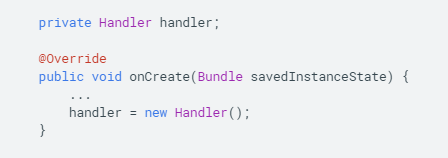 private Handler handler;
@Override
public void onCreate(Bundle savedInstanceState) {
...
handler = new Handler();
}